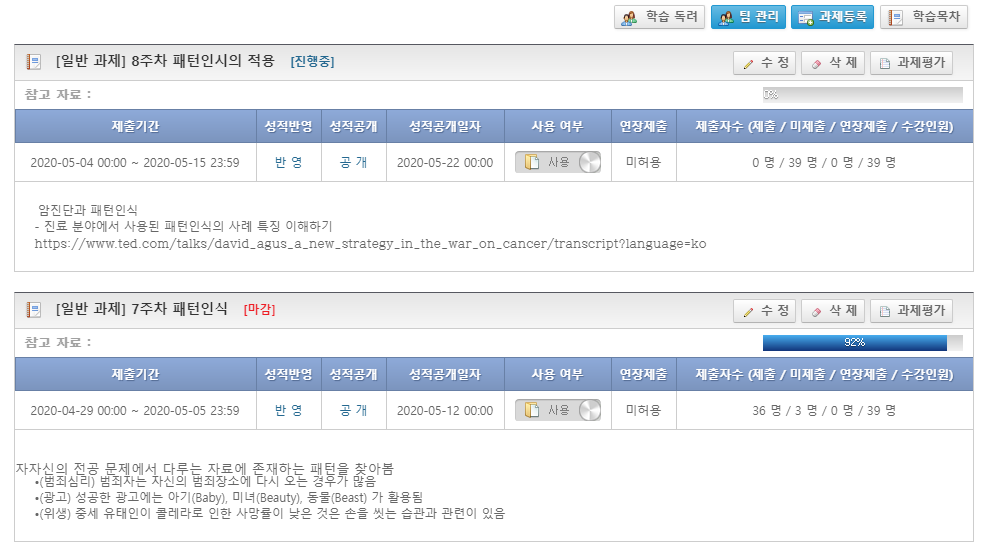 학습 독려 팀 관리 과제등록 학습목차
[일반 과제] 8주차 패턴인시의 적용 [진행중] 수 정 삭 제 과제평가
참고 자료 : 0%
제출기간 성적반영 성적공개 성적공개일자 사용 여부 연장제출 제출자수 (제출 / 미제출 / 연장제출 / 수강인원)
2020-05-04 00:00 ~ 2020-05-15 23:59 반 영 공 개 2020-05-22 00:00 사용 미허용 0 명 / 39 명 / 0 명 / 39 명
암진단과 패턴인식
- 진료 분야에서 사용된 패턴인식의 사례 특징 이해하기
https://www.ted.com/talks/david_agus_a_new_strategy_in_the_war_on_cancer/transcript?language=ko
[일반 과제] 7주차 패턴인식 [마감] 수 정 삭 제 과제평가
참고 자료 : 92%
제출기간 성적반영 성적공개 성적공개일자 사용 여부 연장제출 제출자수 (제출 / 미제출 / 연장제출 / 수강인원)
2020-04-29 00:00 ~ 2020-05-05 23:59 반 영 공 개 2020-05-12 00:00 사용 미허용 36 명 / 3 명 / 0 명 / 39 명
자자신의 전공 문제에서 다루는 자료에 존재하는 패턴을 찾아봄
•(범죄심리) 범죄자는 자신의 범죄장소에 다시 오는 경우가 많음
•(광고) 성공한 광고에는 아기(Baby), 미녀(Beauty), 동물(Beast) 가 활용됨
•(위생) 중세 유태인이 콜레라로 인한 사망률이 낮은 것은 손을 씻는 습관과 관련이 있음